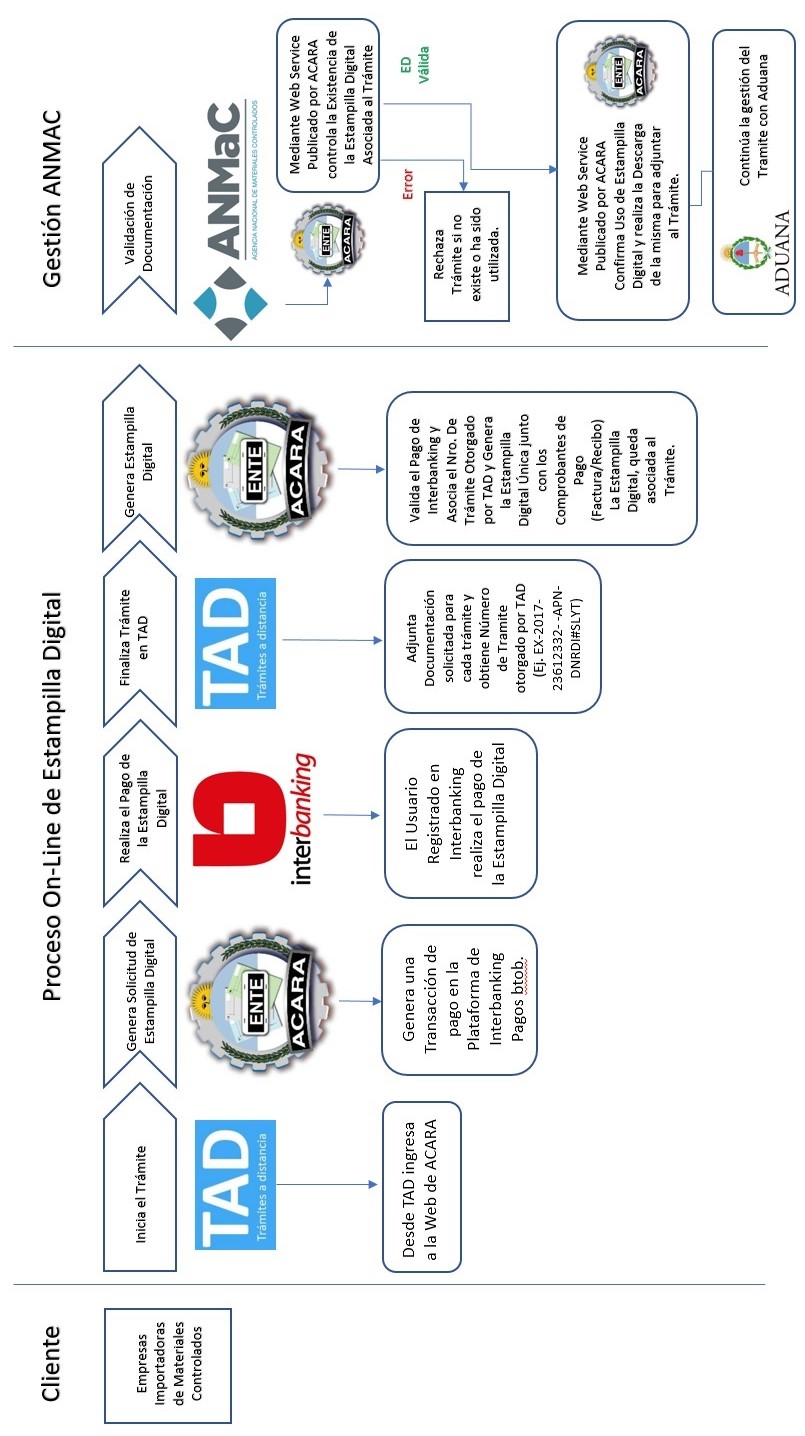 Cliente
Empresas
Importadoras
de Materiales
Controlados
Proceso On-Line de Estampilla Digital
Inicia el Trámite
TAD
Trámites a distancia
Desde TAD ingresa
a la Web de ACARA
Genera Solicitud de
Estampilla Digital
ENTE
ACARA
Genera una
Transacción de
pago en la
Plataforma de
Interbanking
Pagos btob.
Realiza el Pago de
la Estampilla
Digital
interbanking
El Usuario
Registrado en
Interbanking
realiza el pago de
la Estampilla Digital
Finaliza Trámite
en TAD
TAD
Trámites a distancia
Adjunta
Documentación
solicitada para
cada trámite y
obtiene Número
de Tramite
otorgado por TAD
(Ej. EX-2017-
23612332- -APN-
DNRDI#SLYT)
Genera Estampilla
Digital
ENTE
ACARA
Valida el Pago de
Interbanking y
Asocia el Nro. De
Trámite Otorgado
por TAD y Genera
la Estampilla
Digital Única junto
con los
Comprobantes de
Pago
(Factura/Recibo)
La Estampilla
Digital, queda
asociada al
Trámite.
Gestión ANMAC
Validación de
Documentación
ANMaC
AGENCIA NACIONAL DE MATERIALES CONTROLADOS
ENTE
ACARA
Mediante Web Service
Publicado por ACARA
controla la Existencia de
la Estampilla Digital
Asociada al Trámite
Error
ED
Válida
Rechaza
Trámite si no
existe o ha sido
utilizada.
Mediante Web Service
Publicado por ACARA
Confirma Uso de Estampilla
Digital y realiza la Descarga
de la misma para adjuntar
al Trámite.
ENTE
ACARA
ADUANA
Continúa la gestión del
Tramite con Aduana